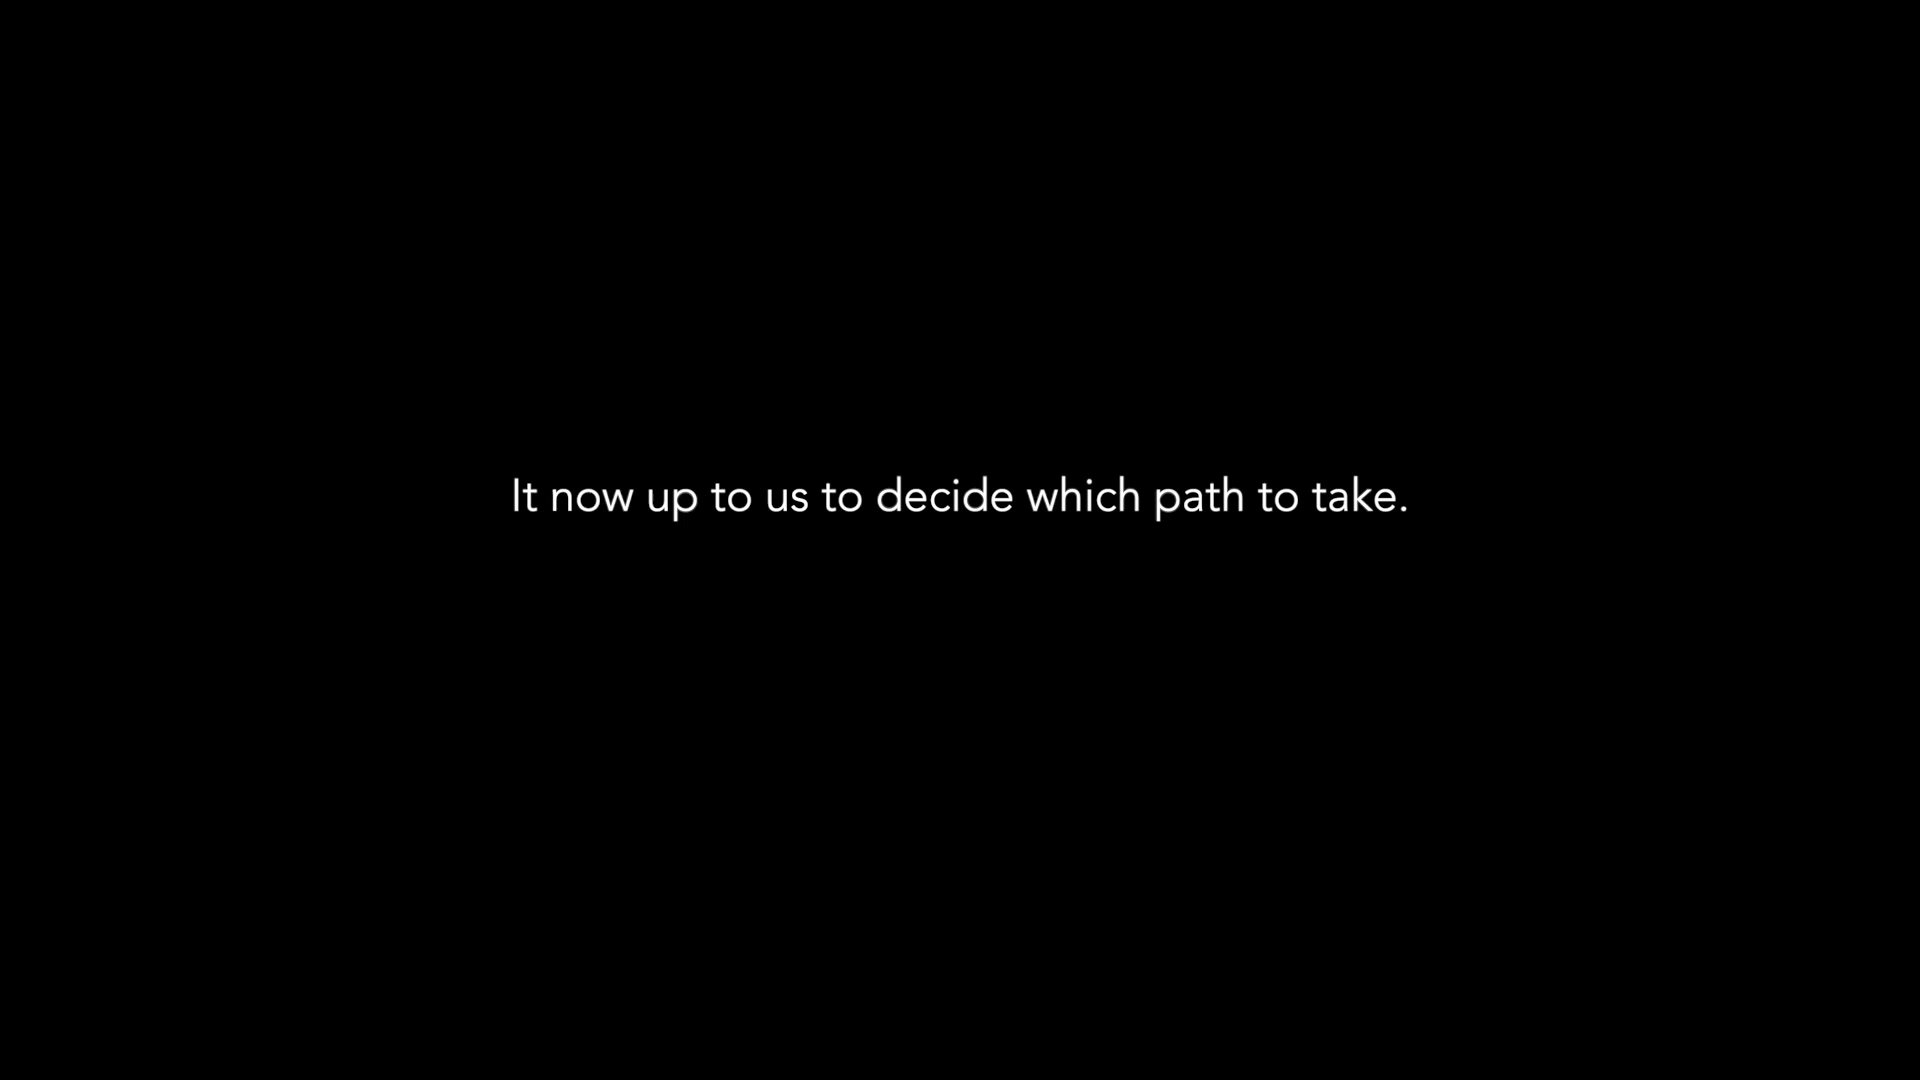 It now up to us to decide which path to take.